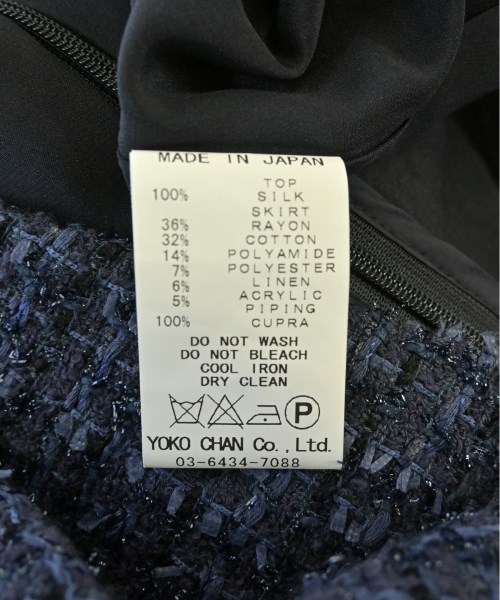 MADE IN JAPAN
TOP
100% SILK
SKIRT
36% RAYON
32% COTTON
14% POLYAMIDE
7% POLYESTER
6% LINEN
5% ACRYLIC
PIPING
100% CUPRA
DO NOT WASH
DO NOT BLEACH
COOL IRON
DRY CLEAN
P
YOKO CHAN Co.,Ltd.
03-6434-7088